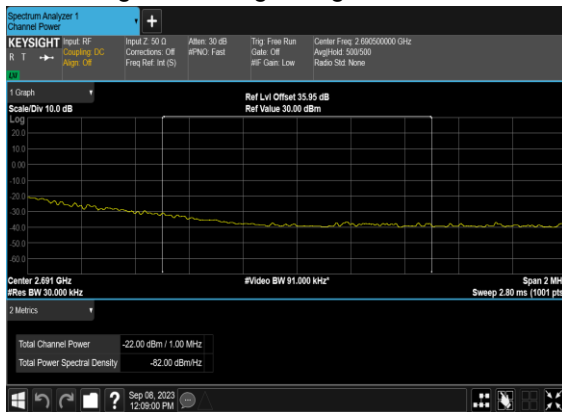 Spectrum Analyzer 1
Channel Power
+
KEYSIGHT
R T
LXI
Input: RF
Coupling: DC
Align: Off
Input Z: 50 Ω
Corrections: Off
Freq Ref: Int (S)
Atten: 30 dB
#PNO: Fast
Trig: Free Run
Gate: Off
#IF Gain: Low
Center Freq: 2.690500000 GHz
Avg|Hold: 500/500
Radio Std: None
1 Graph
Scale/Div 10.0 dB
Ref Lvl Offset 35.95 dB
Ref Value 30.00 dBm
Log
20.0
10.0
0.00
-10.0
-20.0
-30.0
-40.0
-50.0
-60.0
Center 2.691 GHz
#Res BW 30.000 kHz
#Video BW 91.000 kHz*
Span 2 MH
Sweep 2.80 ms (1001 pts
2 Metrics
Total Channel Power -22.00 dBm / 1.00 MHz
Total Power Spectral Density -82.00 dBm/Hz
?
Sep 08, 2023
12:09:00 PM